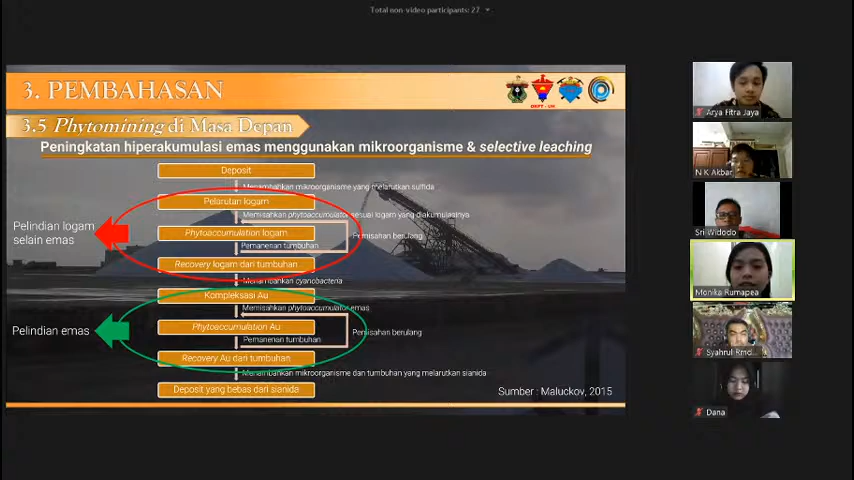 Total non-video participants: 27
3. PEMBAHASAN
DEPT - UH
3.5 Phytomining di Masa Depan
Peningkatan hiperakumulasi emas menggunakan mikroorganisme & selective leaching
Deposit
Menambahkan mikroorganisme yang melarutkan sulfida
Pelarutan logam
Memisahkan phytoaccumulator sesuai logam yang diakumulasinya
Pelindian logam
selain emas
Phytoaccumulation logam
Pemisahan berulang
Pemanenan tumbuhan
Recovery logam dari tumbuhan
Menambahkan cyanobacteria
Kompleksasi Au
Memisahkan phytoaccumulator emas
Pelindian emas
Phytoaccumulation Au
Pemisahan berulang
Pemanenan tumbuhan
Recovery Au dari tumbuhan
Menambahkan mikroorganisme dan tumbuhan yang melarutkan sianida
Deposit yang bebas dari sianida
Sumber : Maluckov, 2015
Arya Fitra Jaya
N K Akbar
Sri Widodo
Monika Rumapea
Syahrul Rmd...
Dana